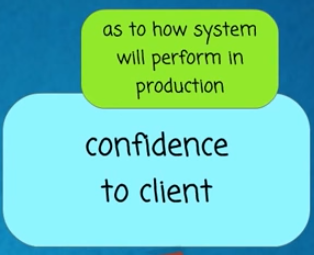 as to how system
will perform in
production
confidence
to client